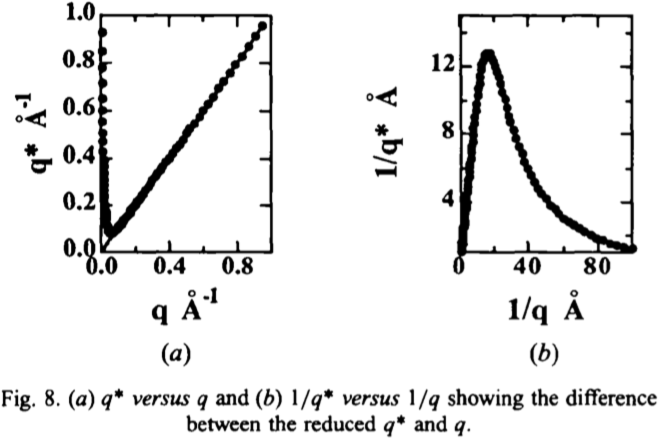 1.0
0.8
0.6
0.4
0.2
0.0
q* Å⁻¹
0.0 0.4 0.8
q Å⁻¹
(a)
12
8
4
1/q* Å
0 40 80
1/q Å
(b)
Fig. 8. (a) q* versus q and (b) 1/q* versus 1/q showing the difference
between the reduced q* and q.